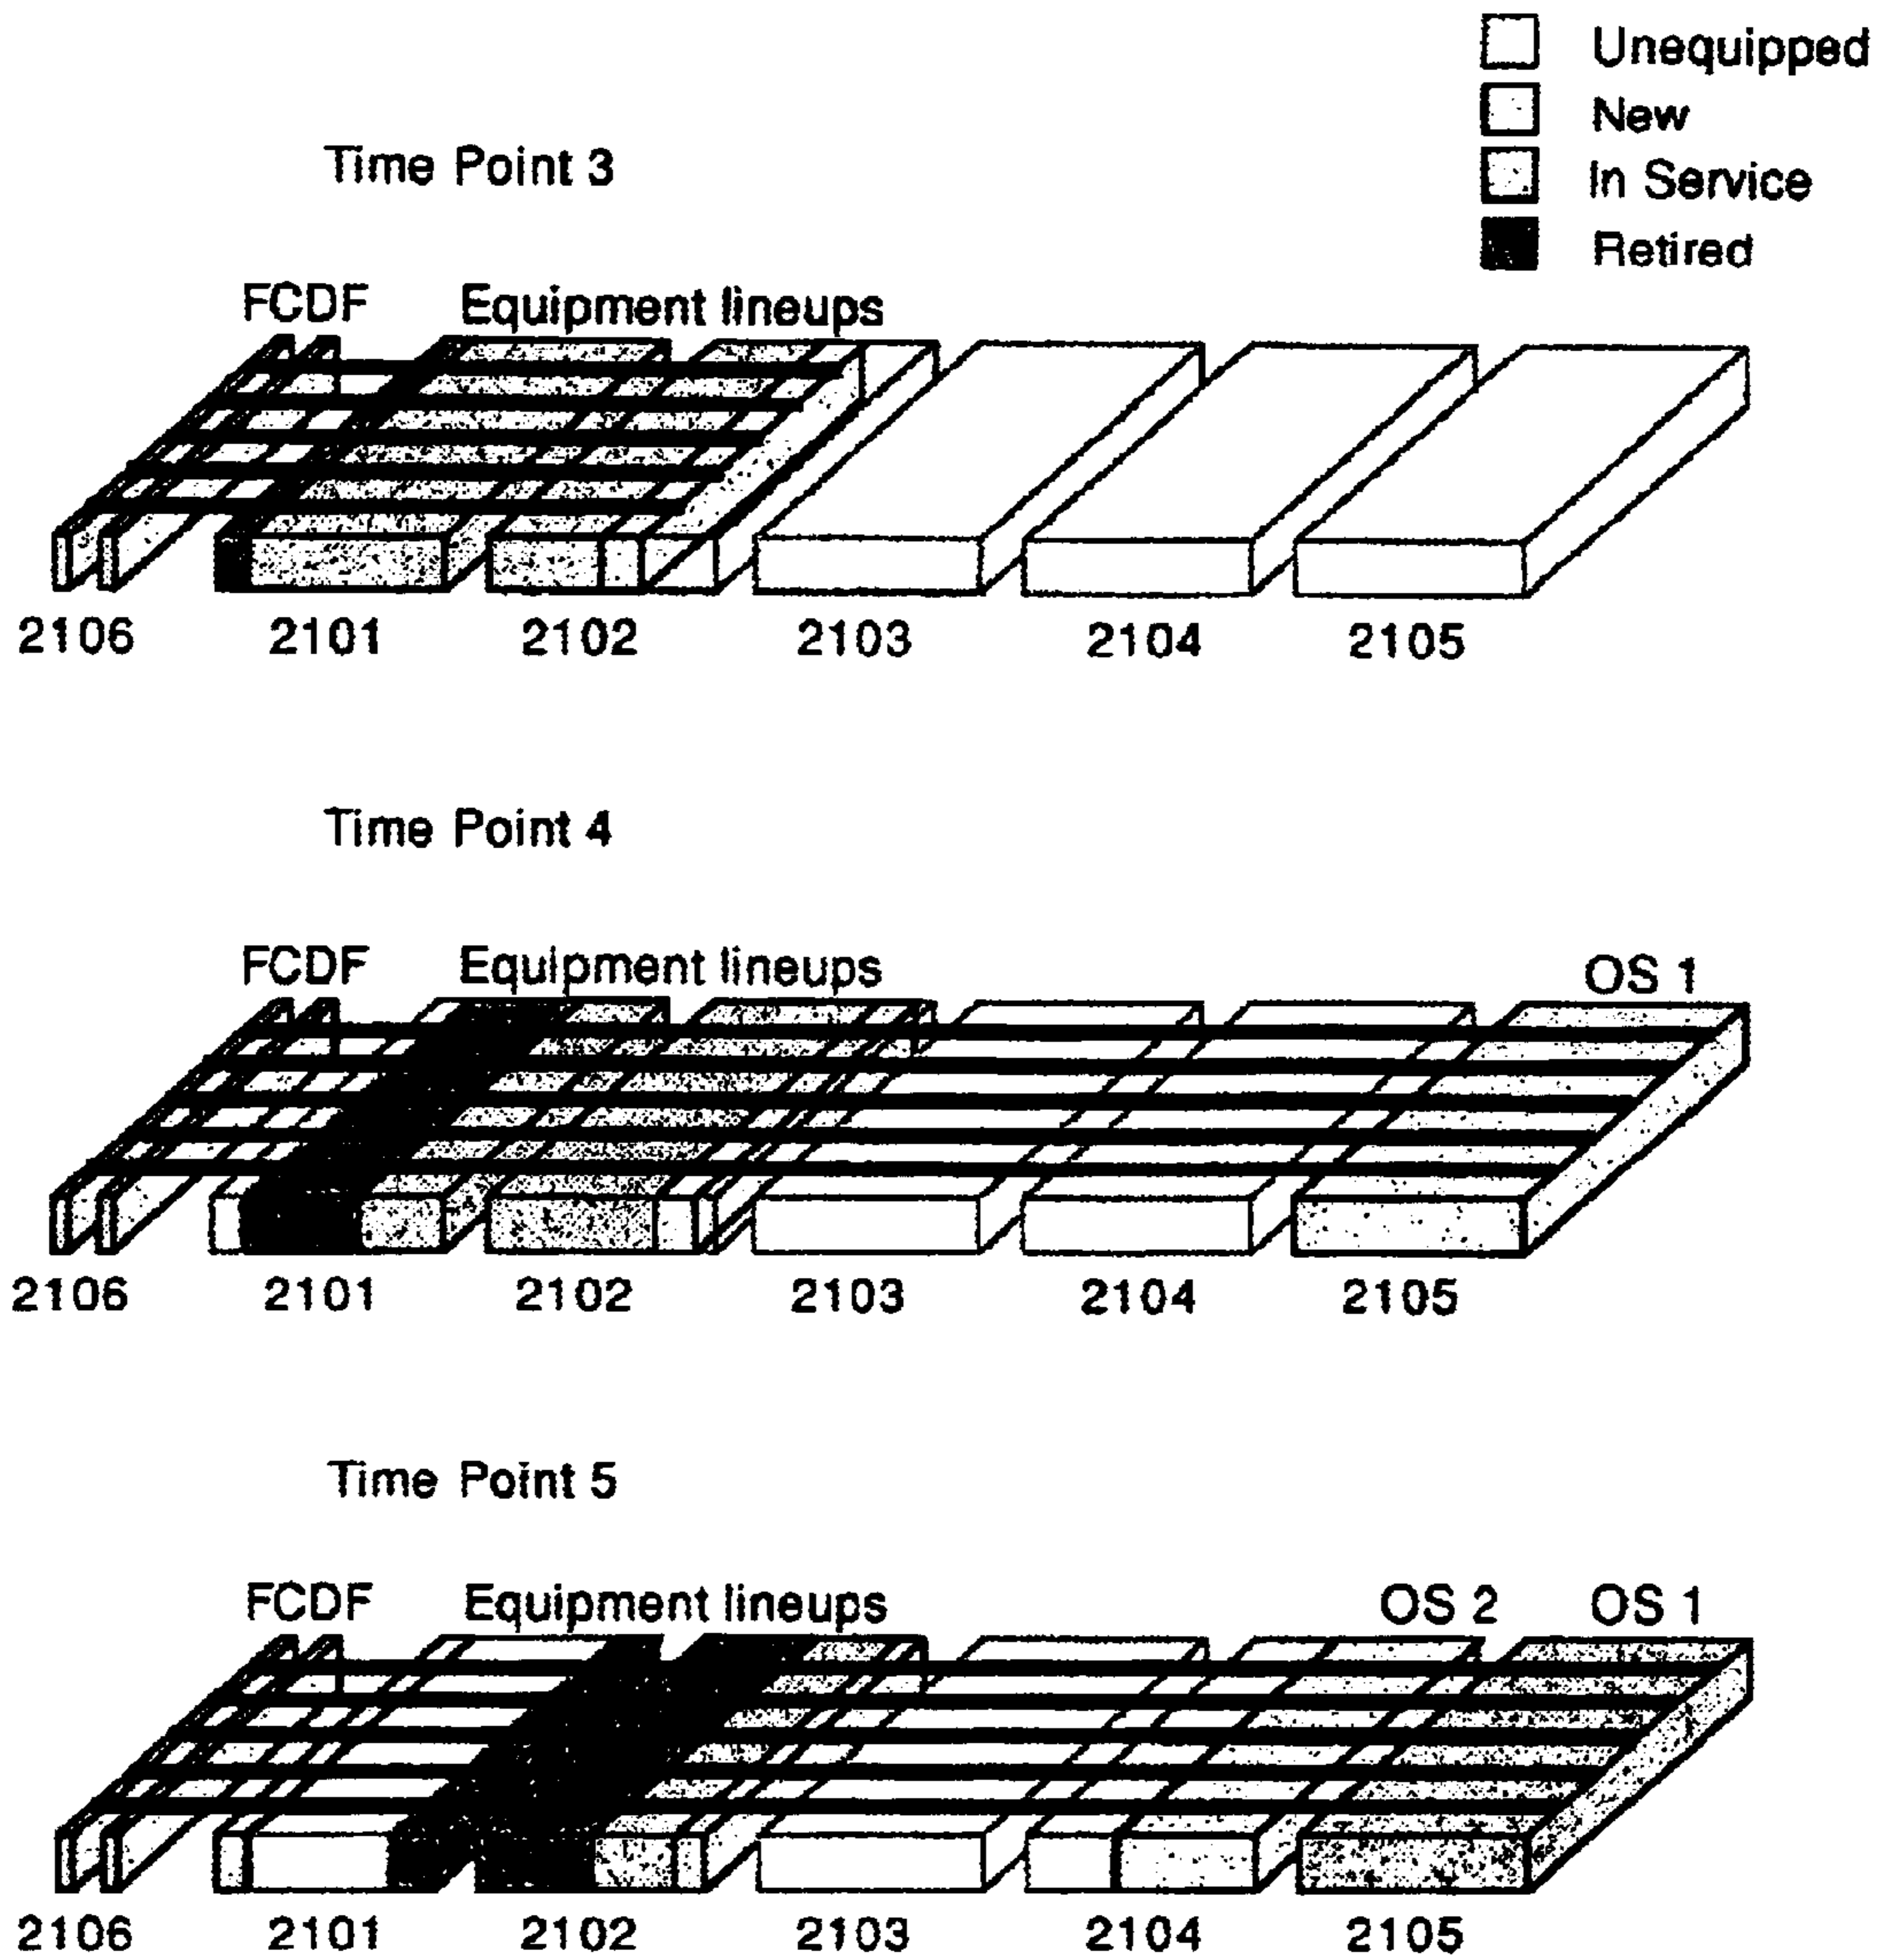 Unequipped
New
In Service
Retired
Time Point 3
FCDF Equipment lineups
2106 2101 2102 2103 2104 2105
Time Point 4
FCDF Equipment lineups OS 1
2106 2101 2102 2103 2104 2105
Time Point 5
FCDF Equipment lineups OS 2 OS 1
2106 2101 2102 2103 2104 2105